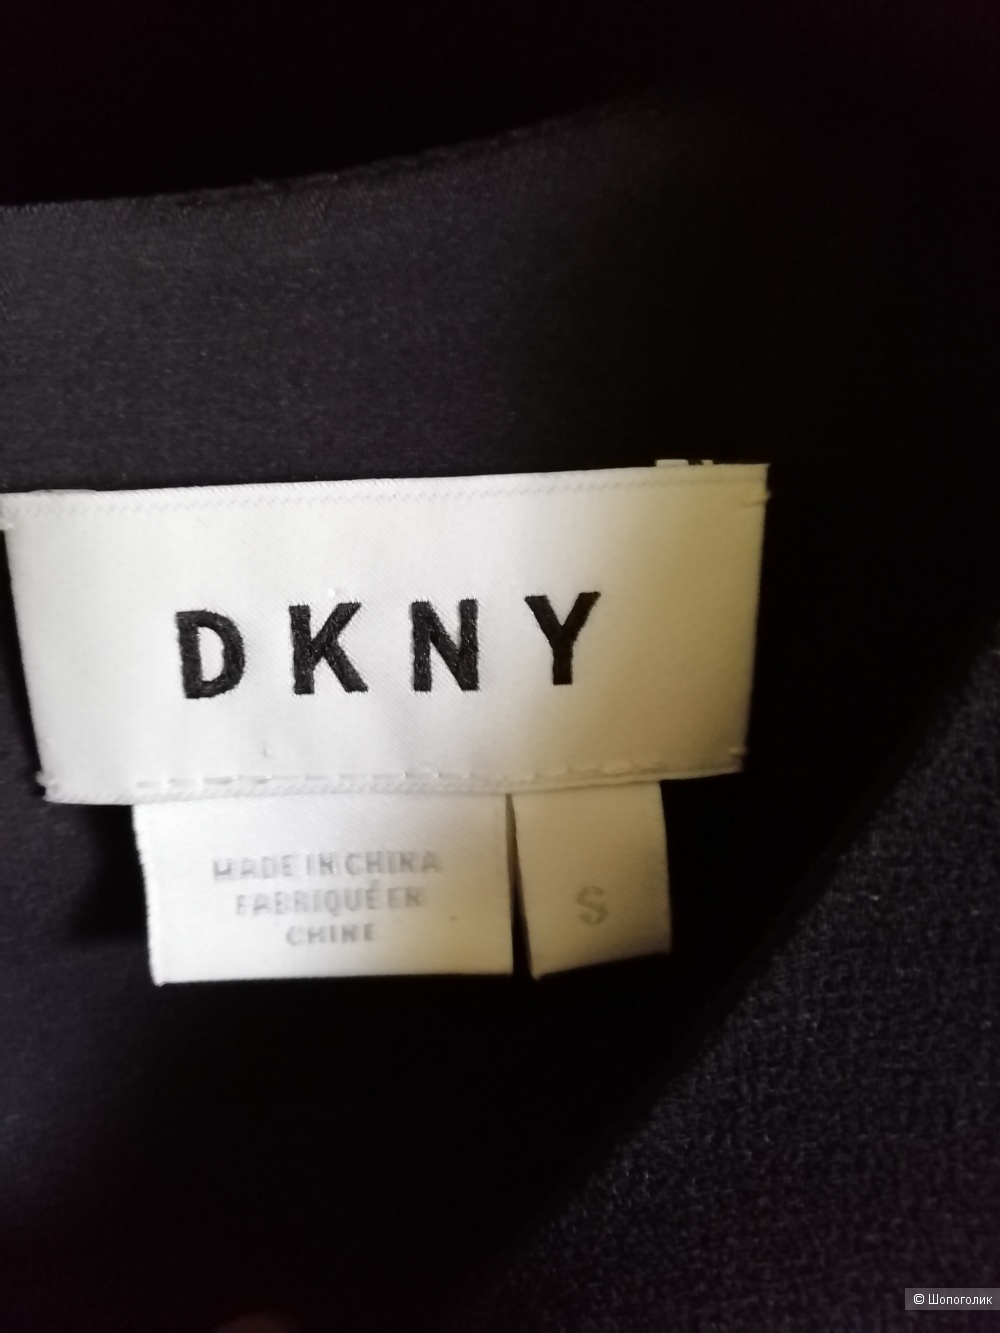 DKNY
MADE IN CHINA
FABRIQUÉ EN
CHINE
S
© Шопоголик